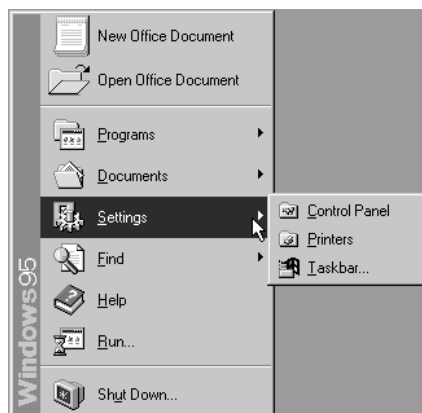 New Office Document
Open Office Document
Programs
Documents
Settings
Find
Help
Run...
Shut Down...
Control Panel
Printers
Taskbar...
Windows95